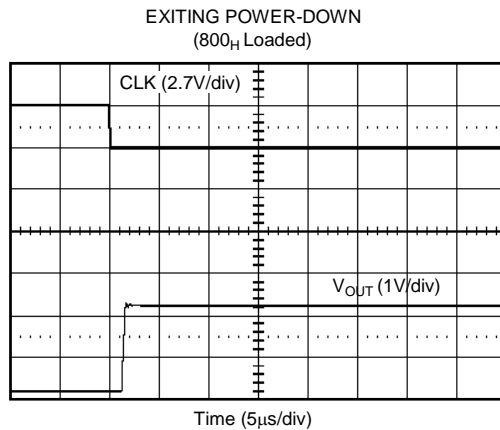 EXITING POWER-DOWN
(800H Loaded)
CLK (2.7V/div)
VOUT (1V/div)
Time (5µs/div)